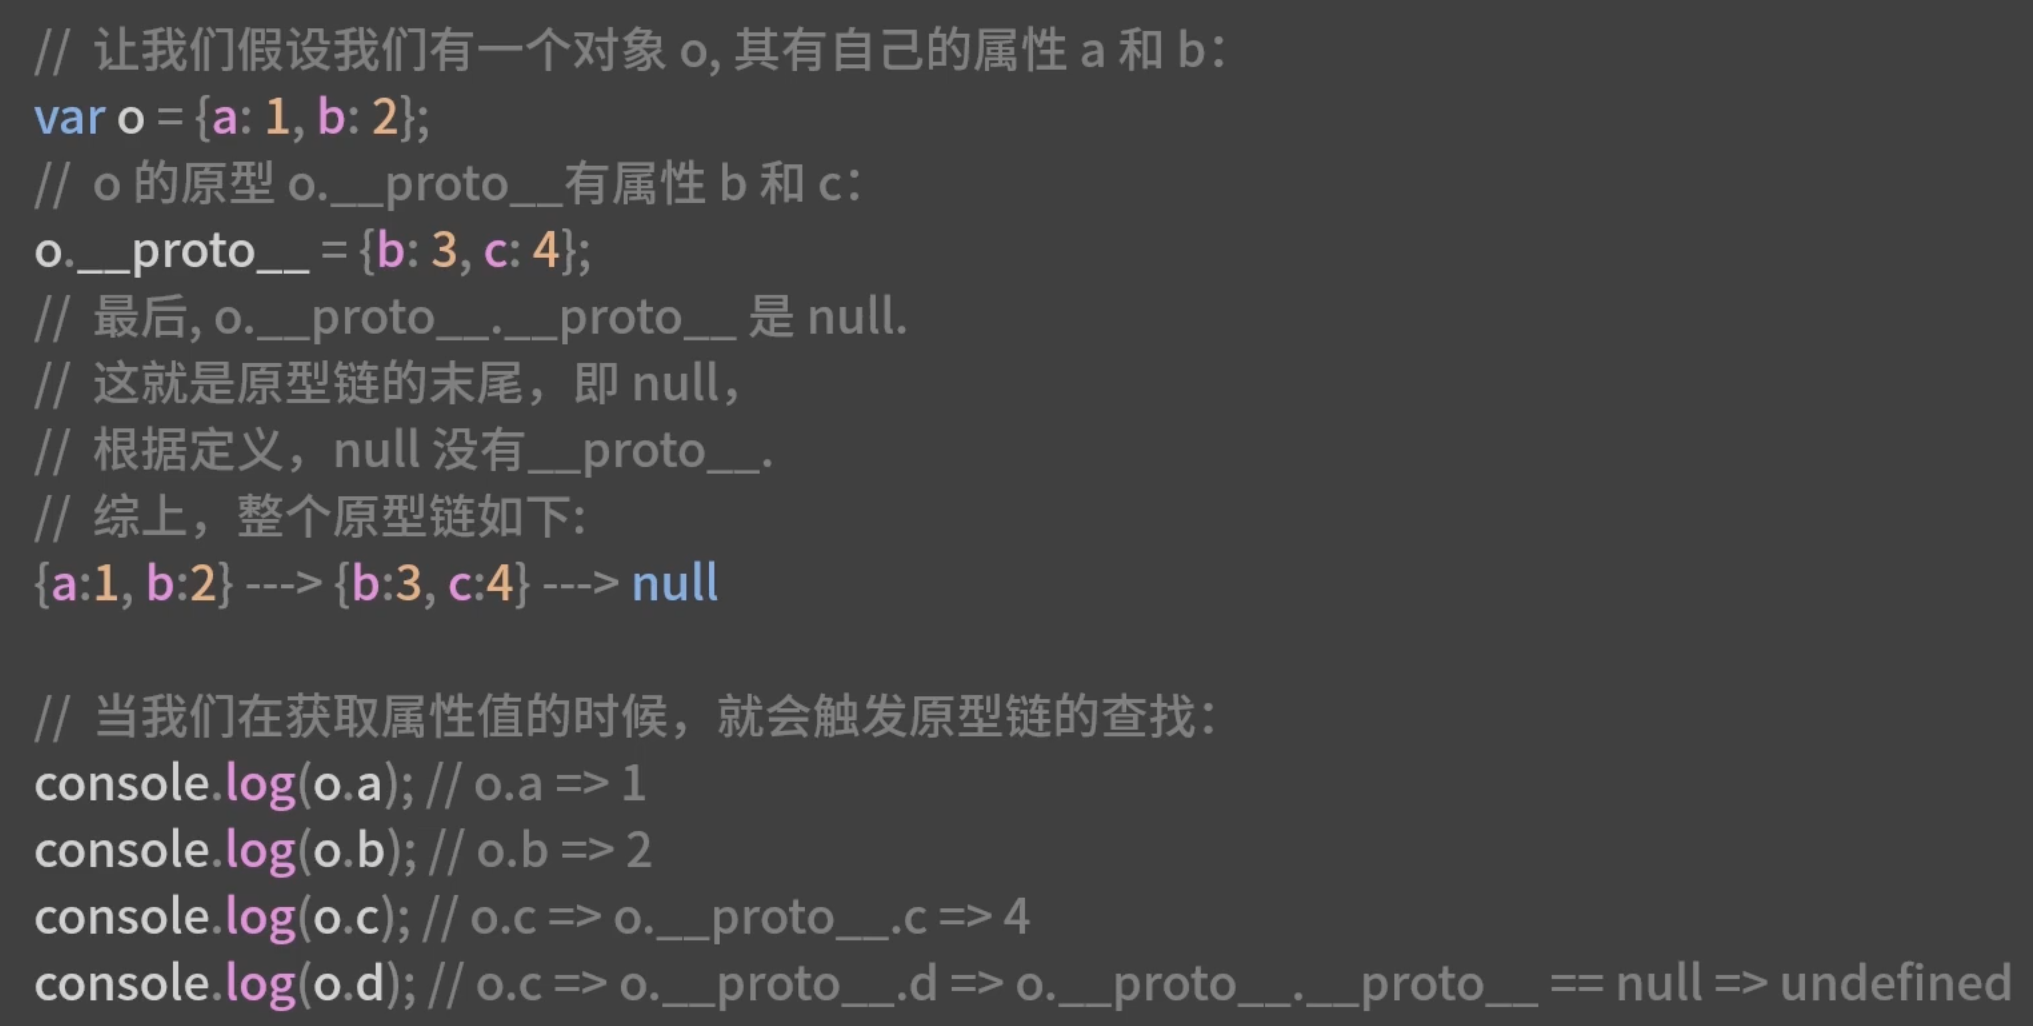 // 让我们假设我们有一个对象 o, 其有自己的属性 a 和 b：
var o = {a: 1, b: 2};
// o 的原型 o.__proto__有属性 b 和 c：
o.__proto__ = {b: 3, c: 4};
// 最后, o.__proto__.__proto__ 是 null.
// 这就是原型链的末尾，即 null，
// 根据定义，null 没有__proto__.
// 综上，整个原型链如下:
{a:1, b:2} ---> {b:3, c:4} ---> null
// 当我们在获取属性值的时候，就会触发原型链的查找：
console.log(o.a); // o.a => 1
console.log(o.b); // o.b => 2
console.log(o.c); // o.c => o.__proto__.c => 4
console.log(o.d); // o.c => o.__proto__.d => o.__proto__.__proto__ == null => undefined